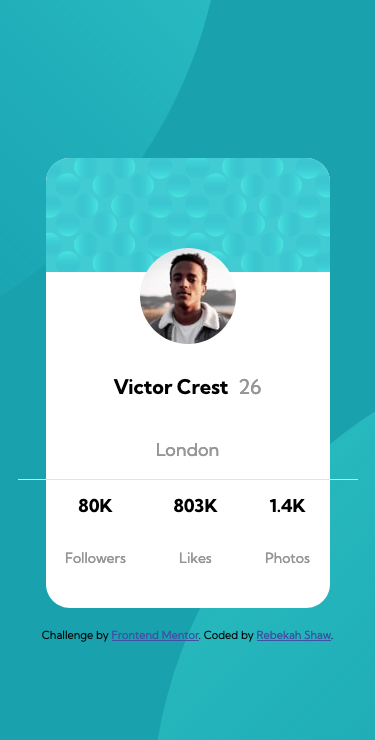 Victor Crest 26
London
80K 803K 1.4K
Followers Likes Photos
Challenge by Frontend Mentor. Coded by Rebekah Shaw.